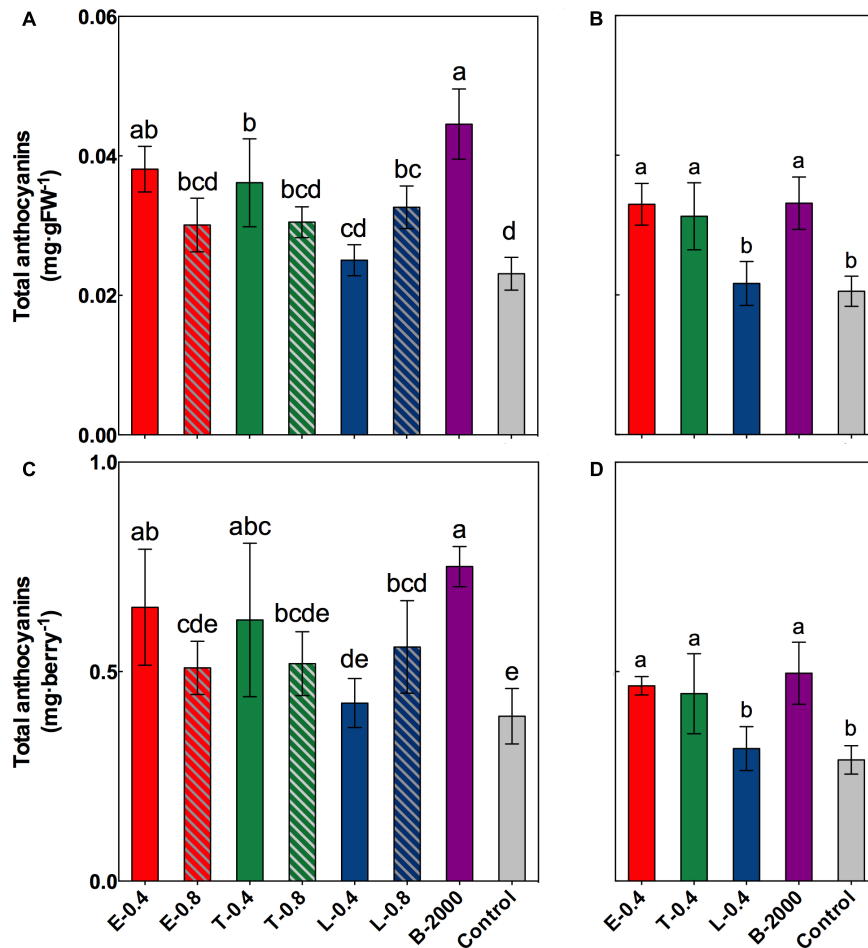 A
B
0.06
0.04
0.02
0.00
Total anthocyanins
(mg·gFW⁻¹)
ab
bcd
b
bcd
cd
bc
a
d
a
a
b
a
b
C
D
1.0
0.5
0.0
Total anthocyanins
(mg·berry⁻¹)
ab
cde
abc
bcde
de
bcd
a
e
a
a
b
a
b
E-0.4
E-0.8
T-0.4
T-0.8
L-0.4
L-0.8
B-2000
Control
E-0.4
T-0.4
L-0.4
B-2000
Control